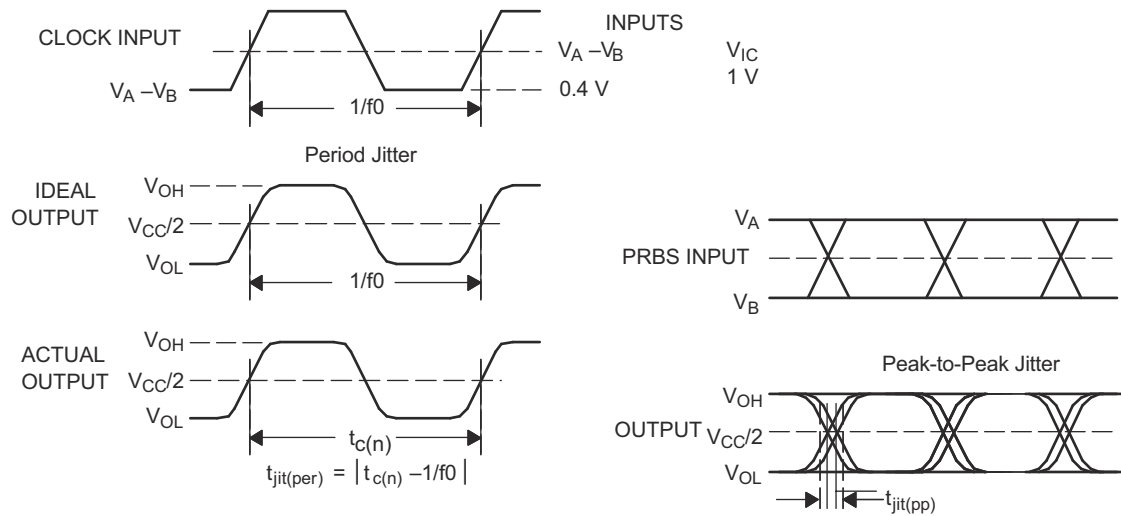 CLOCK INPUT
V_A –V_B
1/f0
INPUTS
V_A –V_B
V_IC
0.4 V
1 V
Period Jitter
IDEAL
OUTPUT
V_OH
V_CC/2
V_OL
1/f0
ACTUAL
OUTPUT
V_OH
V_CC/2
V_OL
t_c(n)
t_jit(per) = | t_c(n) –1/f0 |
V_A
PRBS INPUT
V_B
Peak-to-Peak Jitter
V_OH
OUTPUT V_CC/2
V_OL
t_jit(pp)